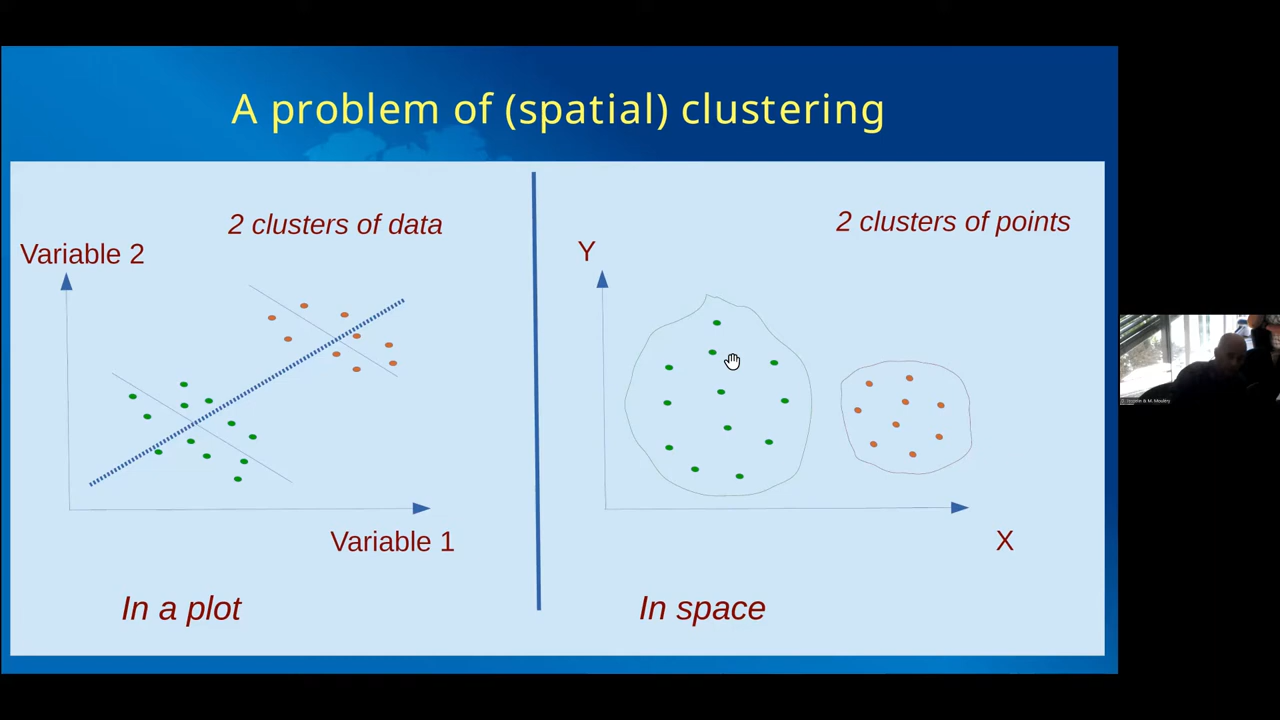 A problem of (spatial) clustering
2 clusters of data
Variable 2
Variable 1
In a plot
2 clusters of points
Y
X
In space